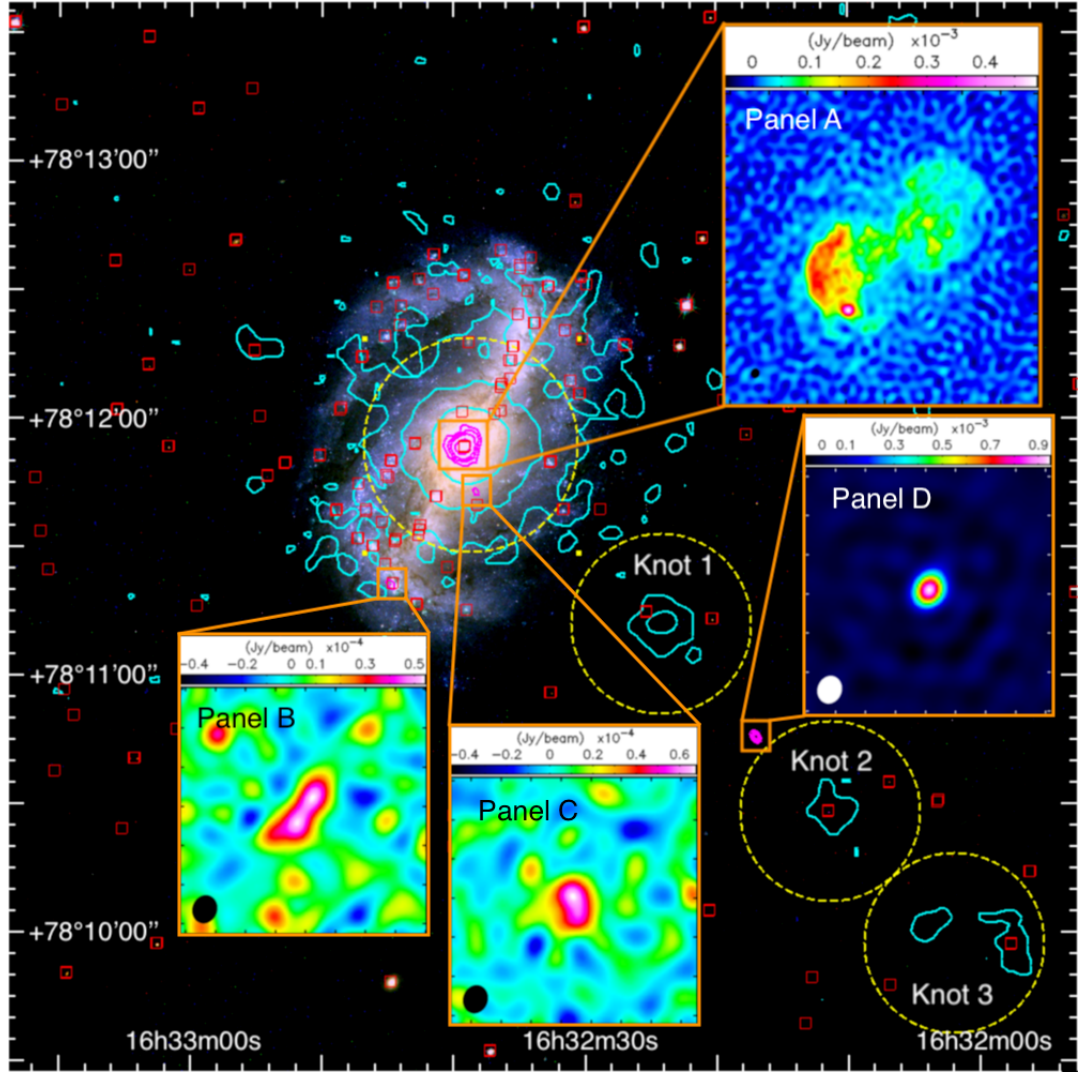 (Jy/beam) x10⁻³
0 0.1 0.2 0.3 0.4
Panel A
+78°13'00”
+78°12'00”
(Jy/beam) x10⁻³
0 0.1 0.3 0.5 0.7 0.9
Panel D
Knot 1
+78°11'00”
(Jy/beam) x10⁻⁴
−0.4 −0.2 0 0.1 0.3 0.5
Panel B
(Jy/beam) x10⁻⁴
−0.4 −0.2 0 0.2 0.4 0.6
Panel C
Knot 2
+78°10'00”
Knot 3
16h33m00s 16h32m30s 16h32m00s